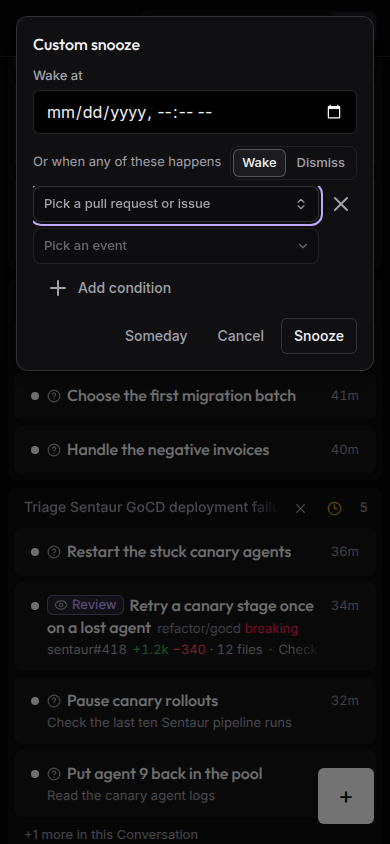 Custom snooze
Wake at
mm/dd/yyyy, --:-- --
Or when any of these happens
Wake
Dismiss
Pick a pull request or issue
Pick an event
Add condition
Someday
Cancel
Snooze
Choose the first migration batch
41m
Handle the negative invoices
40m
Triage Sentaur GoCD deployment
5
Restart the stuck canary agents
36m
Review
Retry a canary stage once
34m
on a lost agent refactor/gocd breaking
sentaur#418 +1.2k −340 · 12 files · Check
Pause canary rollouts
32m
Check the last ten Sentaur pipeline runs
Put agent 9 back in the pool
Read the canary agent logs
+
+1 more in this Conversation